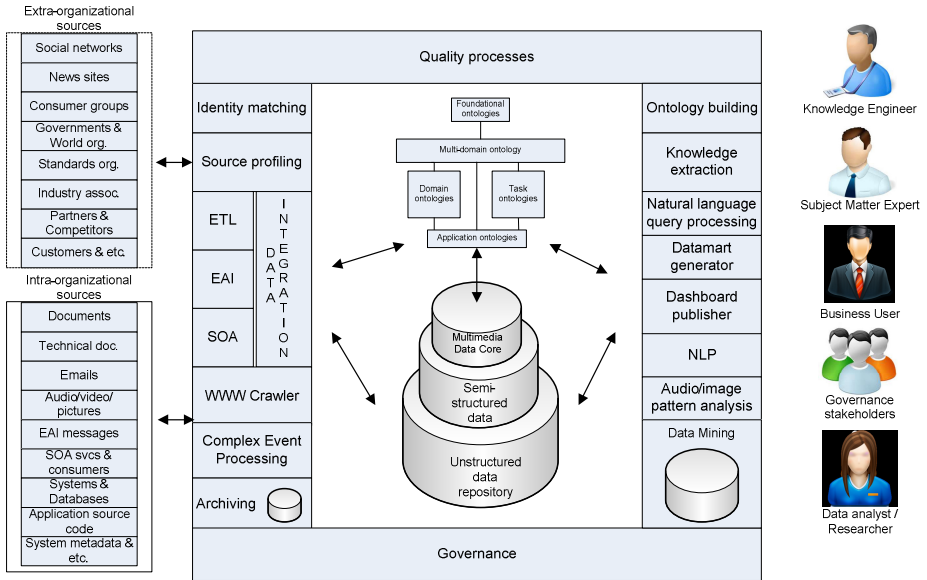 Extra-organizational
sources
Social networks
News sites
Consumer groups
Governments &
World org.
Standards org.
Industry assoc.
Partners &
Competitors
Customers & etc.
Intra-organizational
sources
Documents
Technical doc.
Emails
Audio/video/
pictures
EAI messages
SOA svcs &
consumers
Systems &
Databases
Application source
code
System metadata &
etc.
Quality processes
Identity matching
Source profiling
ETL
EAI
SOA
DATA
INTEGRATION
WWW Crawler
Complex Event
Processing
Archiving
Foundational
ontologies
Multi-domain ontology
Domain
ontologies
Task
ontologies
Application ontologies
Multimedia
Data Core
Semi-
structured
data
Unstructured
data
repository
Governance
Ontology building
Knowledge
extraction
Natural language
query processing
Datamart
generator
Dashboard
publisher
NLP
Audio/image
pattern analysis
Data Mining
Knowledge Engineer
Subject Matter Expert
Business User
Governance
stakeholders
Data analyst /
Researcher